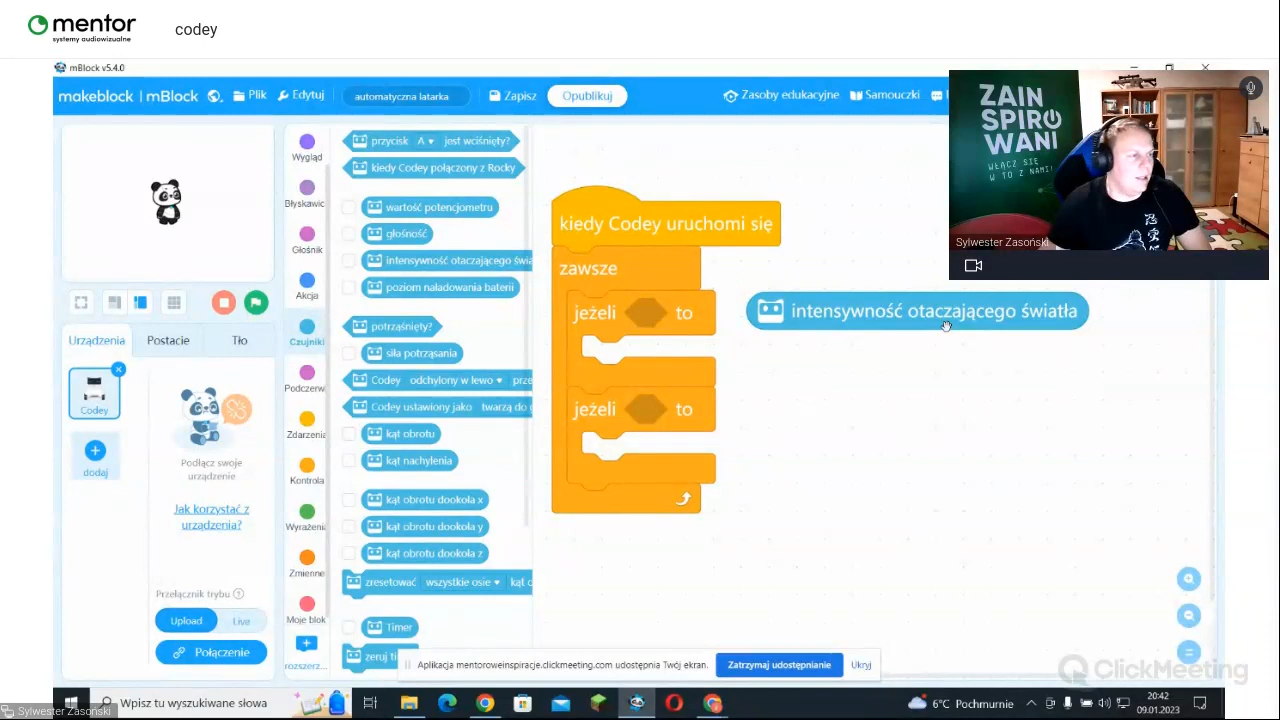 mentor
systemy audiowizualne
codey
mBlock v5.4.0
makeblock | mBlock
Plik
Edytuj
automatyczna latarka
Zapisz
Opublikuj
Zasoby edukacyjne
Samouczki
ZAIN
SPIRO
WANI
WŁĄCZ SIĘ
W TO Z NAMI!
Sylwester Zasoński
Wygląd
Błyskawic
Głośnik
Akcja
Czujniki
Podczerwi
Zdarzenia
Kontrola
Wyrażenia
Zmienne
Moje blok
rozszerz...
przycisk A jest wciśnięty?
kiedy Codey połączony z Rocky
wartość potencjometru
głośność
intensywność otaczającego świa
poziom naładowania baterii
potrząśnięty?
siła potrząsania
Codey odchylony w lewo prze
Codey ustawiony jako twarzą do g
kąt obrotu
kąt nachylenia
kąt obrotu dookoła x
kąt obrotu dookoła y
kąt obrotu dookoła z
zresetować wszystkie osie kąt o
Timer
zeruj ti
kiedy Codey uruchomi się
zawsze
jeżeli to
jeżeli to
intensywność otaczającego światła
Urządzenia
Postacie
Tło
Codey
dodaj
Podłącz swoje
urządzenie
Jak korzystać z
urządzenia?
Przełącznik trybu
Upload
Live
Połączenie
Aplikacja mentoroweinspiracje.clickmeeting.com udostępnia Twój ekran.
Zatrzymaj udostępnianie
Ukryj
ClickMeeting
Wpisz tu wyszukiwane słowa
6°C Pochmurnie
20:42
09.01.2023
Sylwester Zasoński